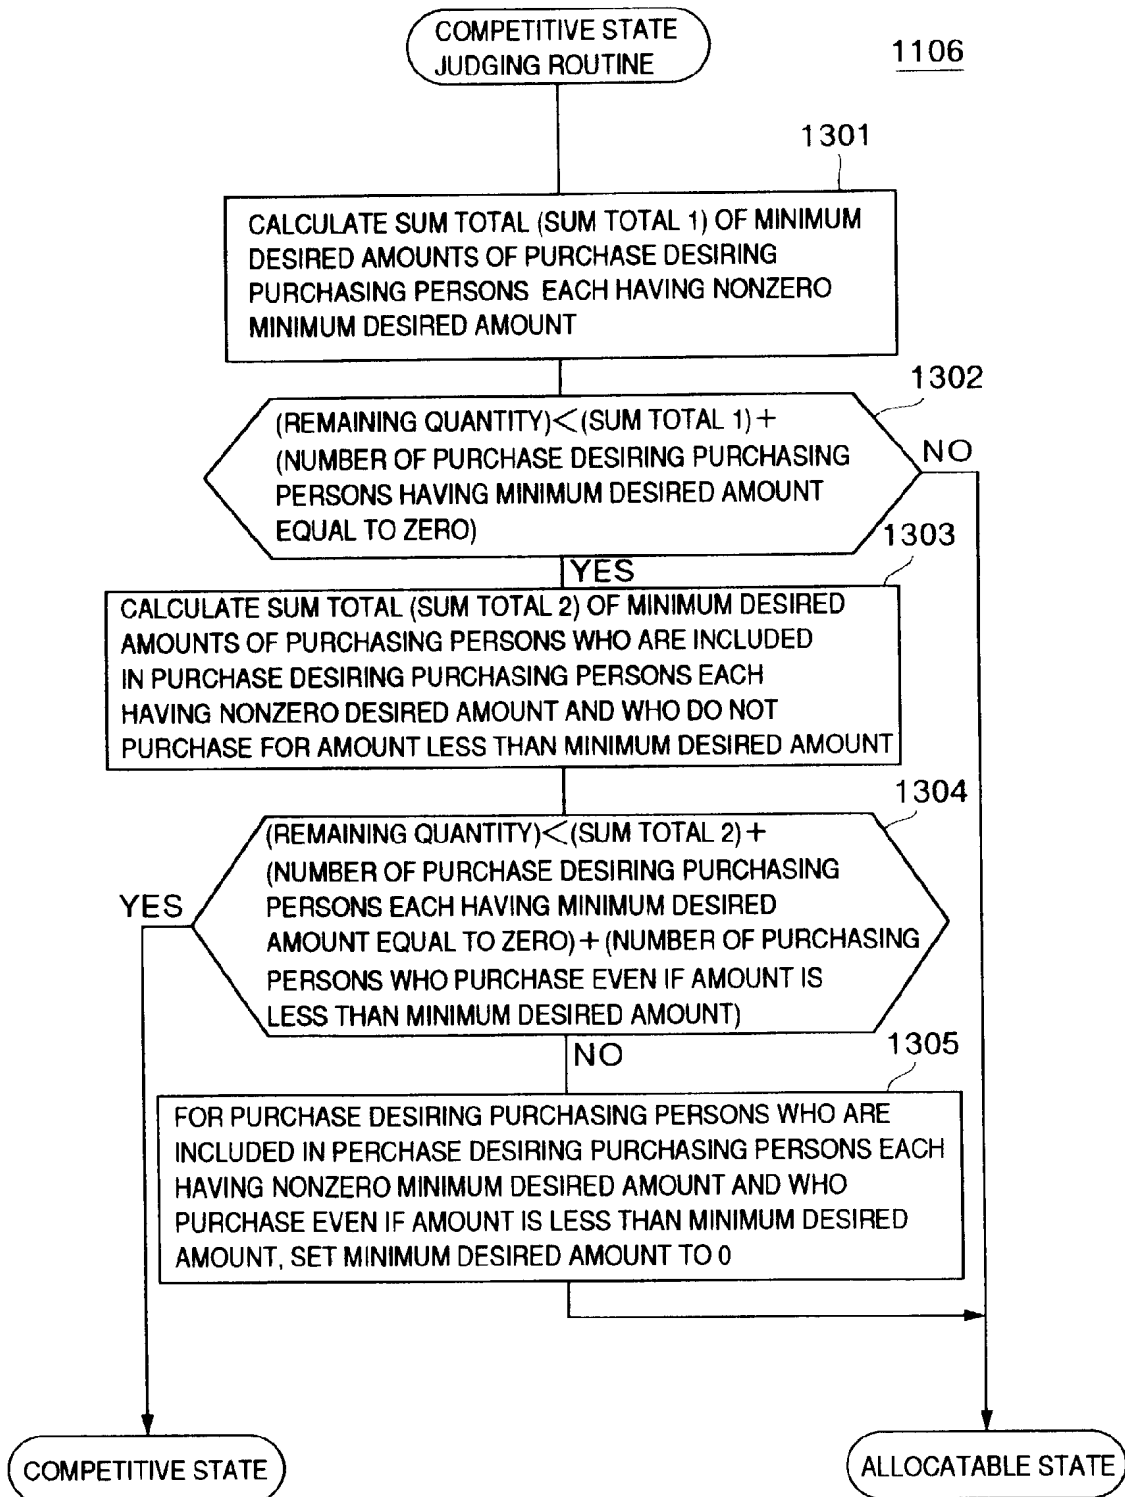 COMPETITIVE STATE
JUDGING ROUTINE
1106
1301
CALCULATE SUM TOTAL (SUM TOTAL 1) OF MINIMUM
DESIRED AMOUNTS OF PURCHASE DESIRING
PURCHASING PERSONS EACH HAVING NONZERO
MINIMUM DESIRED AMOUNT
1302
(REMAINING QUANTITY)<(SUM TOTAL 1)+
(NUMBER OF PURCHASE DESIRING PURCHASING
PERSONS HAVING MINIMUM DESIRED AMOUNT
EQUAL TO ZERO)
NO
YES
1303
CALCULATE SUM TOTAL (SUM TOTAL 2) OF MINIMUM DESIRED
AMOUNTS OF PURCHASING PERSONS WHO ARE INCLUDED
IN PURCHASE DESIRING PURCHASING PERSONS EACH
HAVING NONZERO DESIRED AMOUNT AND WHO DO NOT
PURCHASE FOR AMOUNT LESS THAN MINIMUM DESIRED AMOUNT
1304
(REMAINING QUANTITY)<(SUM TOTAL 2)+
(NUMBER OF PURCHASE DESIRING PURCHASING
PERSONS EACH HAVING MINIMUM DESIRED
AMOUNT EQUAL TO ZERO)+(NUMBER OF PURCHASING
PERSONS WHO PURCHASE EVEN IF AMOUNT IS
LESS THAN MINIMUM DESIRED AMOUNT)
YES
NO
1305
FOR PURCHASE DESIRING PURCHASING PERSONS WHO ARE
INCLUDED IN PERCHASE DESIRING PURCHASING PERSONS EACH
HAVING NONZERO MINIMUM DESIRED AMOUNT AND WHO
PURCHASE EVEN IF AMOUNT IS LESS THAN MINIMUM DESIRED
AMOUNT, SET MINIMUM DESIRED AMOUNT TO 0
COMPETITIVE STATE
ALLOCATABLE STATE